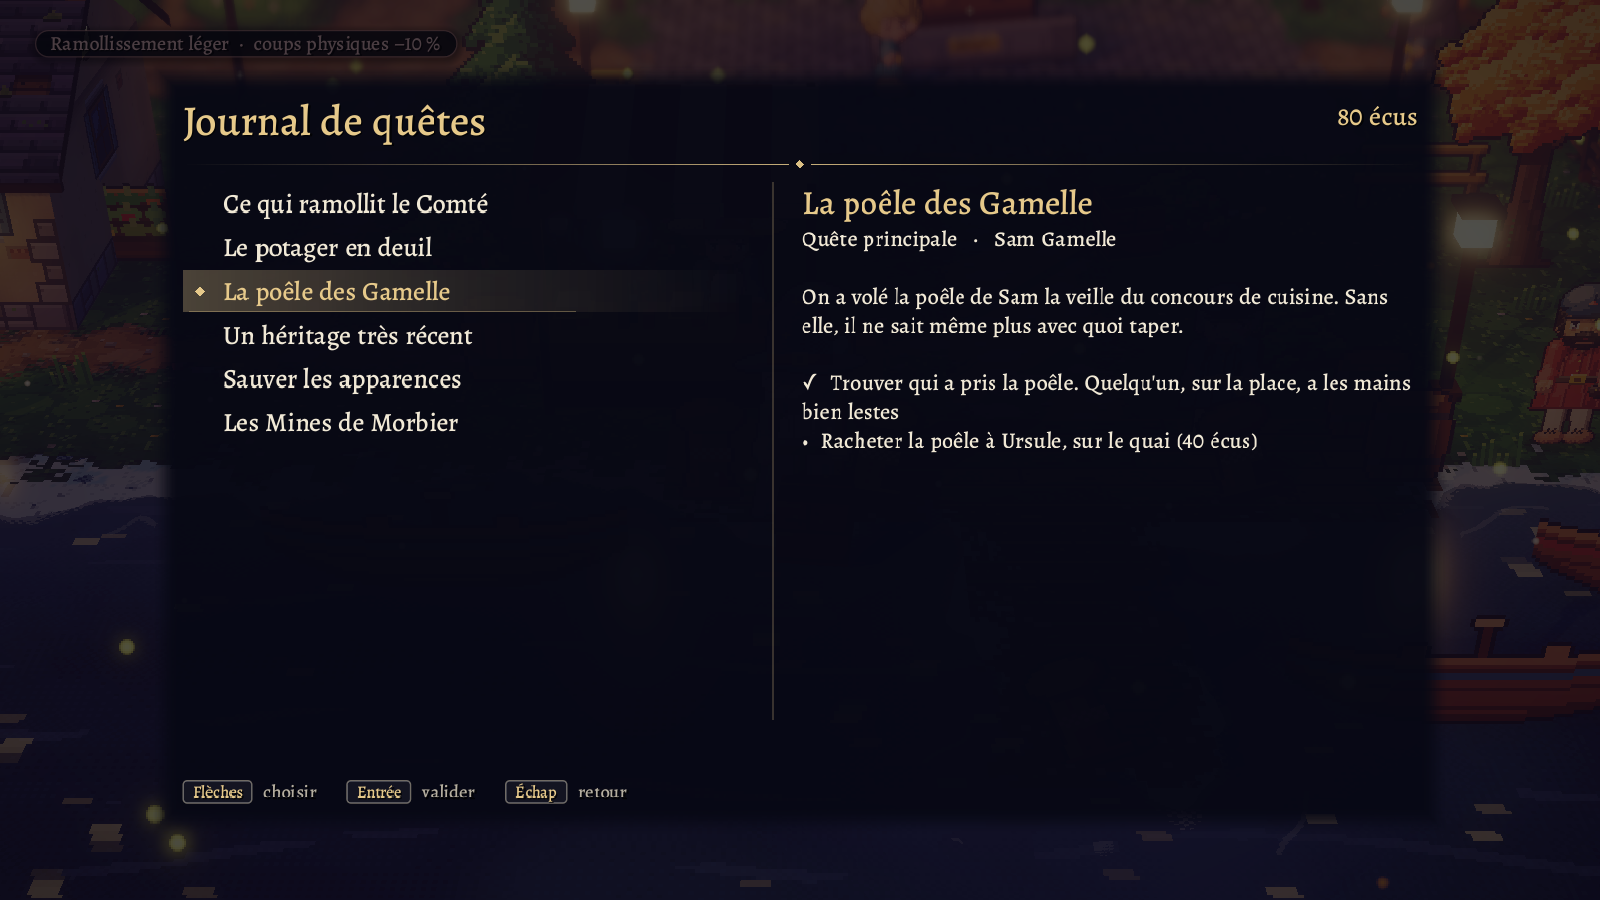 Ramollissement léger · coups physiques –10 %
Journal de quêtes
80 écus
Ce qui ramollit le Comté
Le potager en deuil
La poêle des Gamelle
Un héritage très récent
Sauver les apparences
Les Mines de Morbier
La poêle des Gamelle
Quête principale · Sam Gamelle
On a volé la poêle de Sam la veille du concours de cuisine. Sans
elle, il ne sait même plus avec quoi taper.
✓ Trouver qui a pris la poêle. Quelqu'un, sur la place, a les mains
bien lestes
• Racheter la poêle à Ursule, sur le quai (40 écus)
Flèches choisir Entrée valider Échap retour